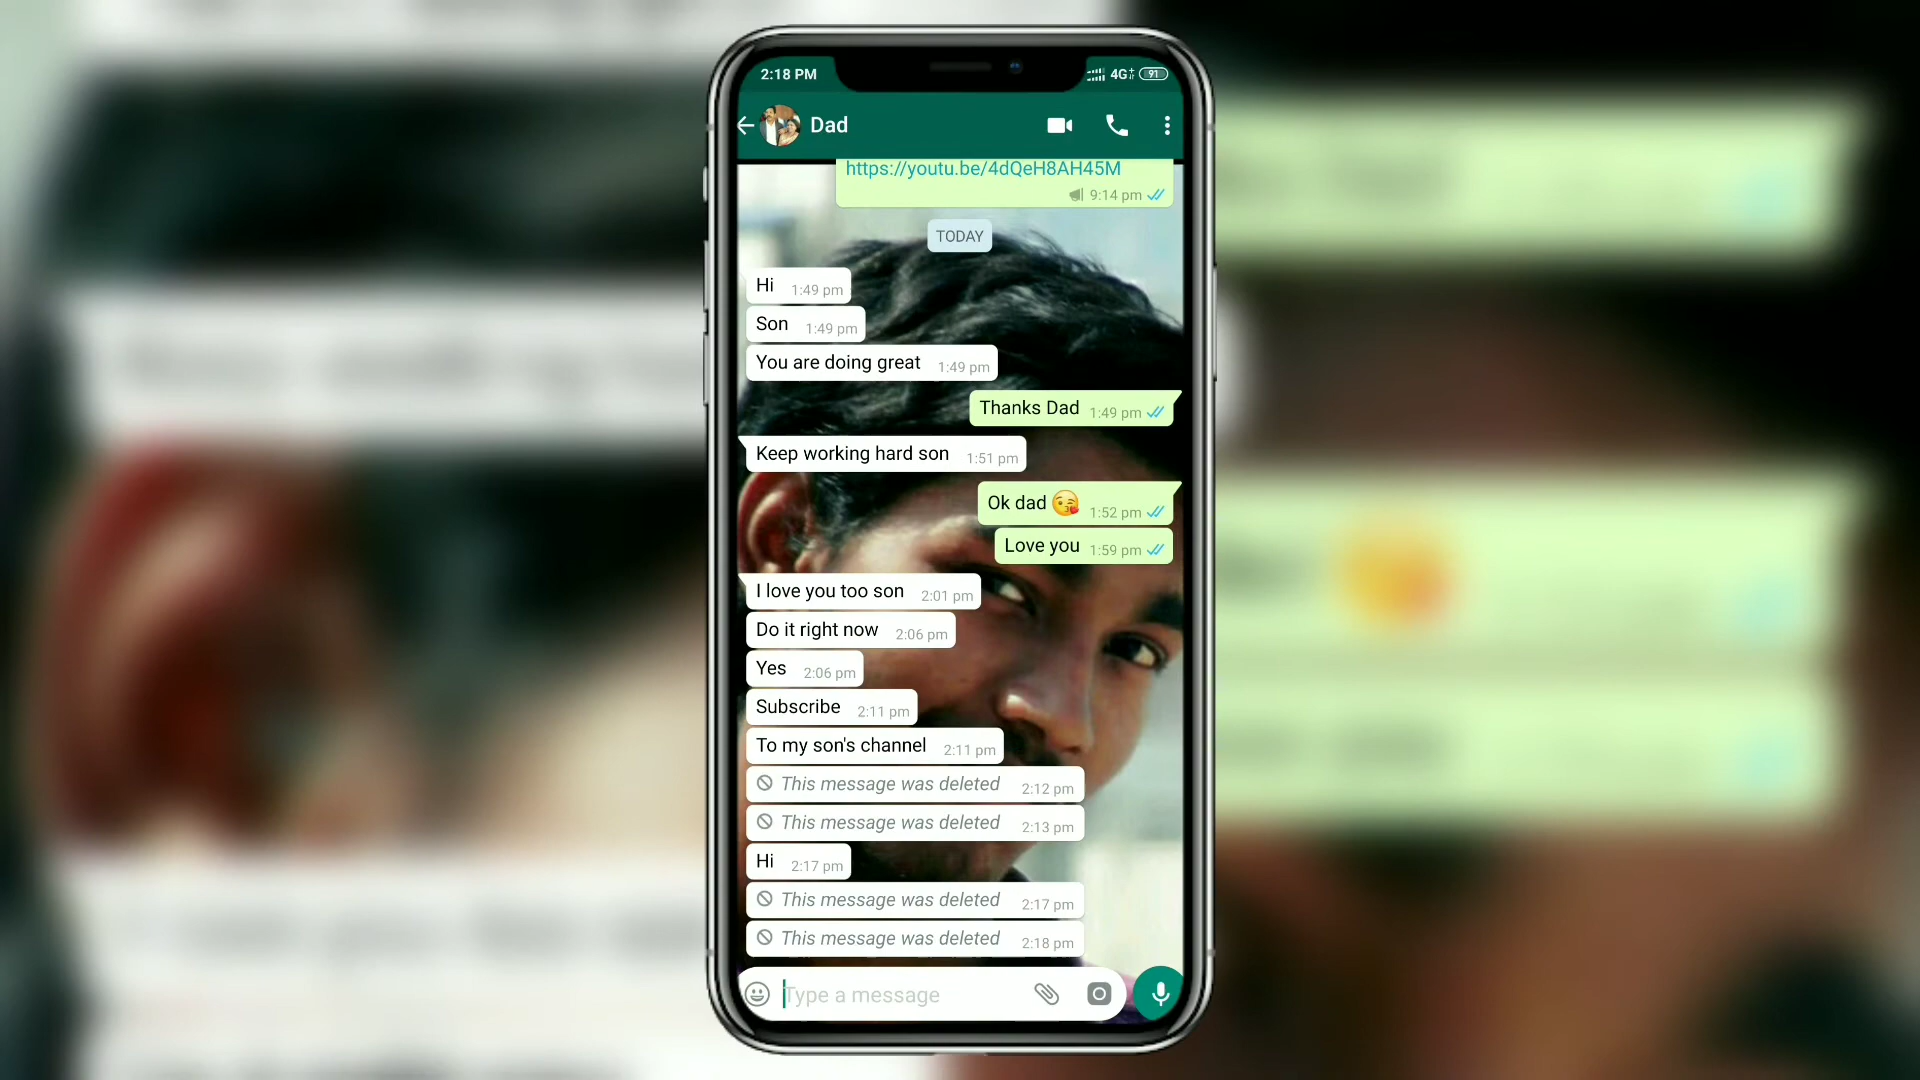 2:18 PM
4G+ 91
Dad
https://youtu.be/4dQeH8AH45M
9:14 pm
TODAY
Hi 1:49 pm
Son 1:49 pm
You are doing great 1:49 pm
Thanks Dad 1:49 pm
Keep working hard son 1:51 pm
Ok dad 😘 1:52 pm
Love you 1:59 pm
I love you too son 2:01 pm
Do it right now 2:06 pm
Yes 2:06 pm
Subscribe 2:11 pm
To my son's channel 2:11 pm
This message was deleted 2:12 pm
This message was deleted 2:13 pm
Hi 2:17 pm
This message was deleted 2:17 pm
This message was deleted 2:18 pm
Type a message